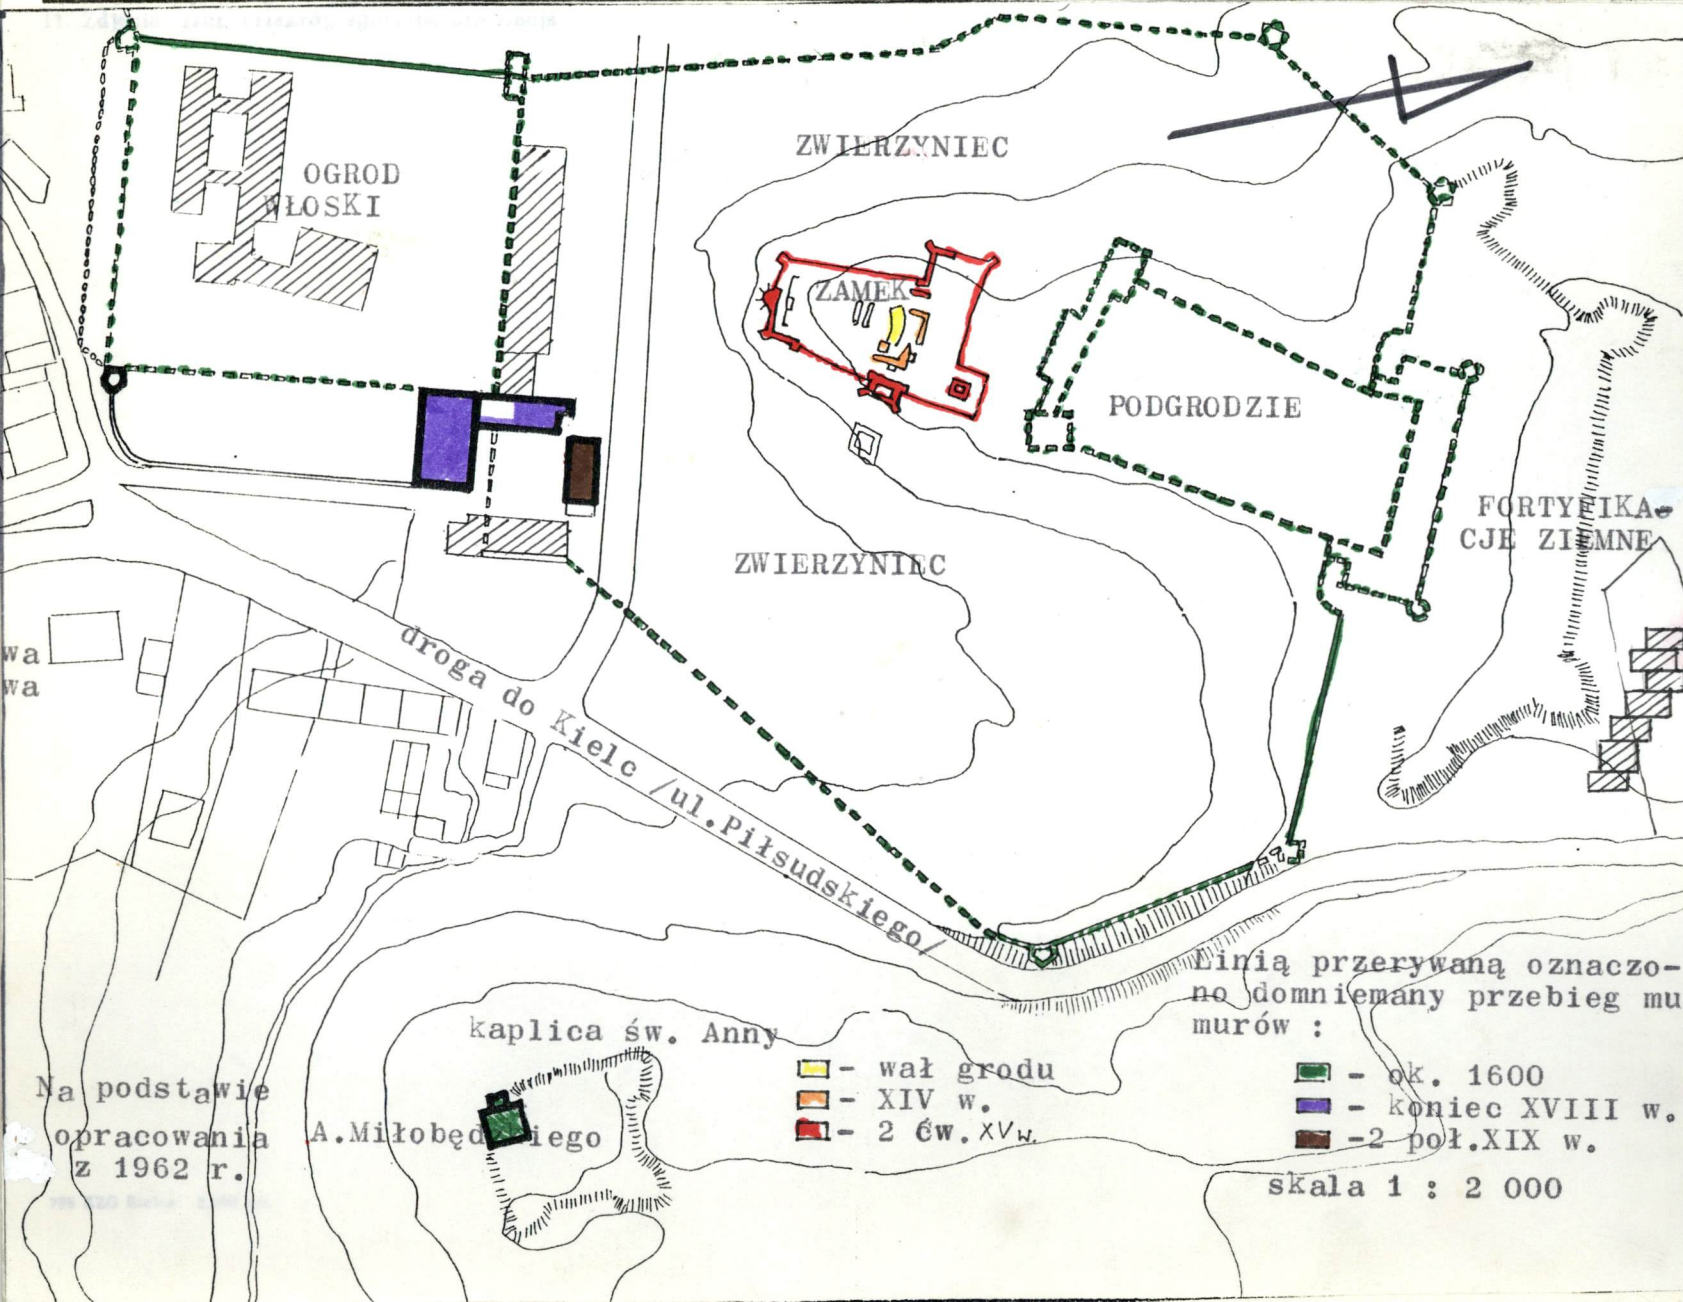 ZWIERZYNIEC
OGROD
WŁOSKI
ZAMEK
PODGRODZIE
FORTYFIKA-
CJE ZIEMNE
ZWIERZYNIEC
wa
wa
droga do Kielc /ul.Piłsudskiego/
Linią przerywaną oznaczo-
no domniemany przebieg mu
murów :
kaplica św. Anny
- wał grodu
- XIV w.
- 2 ćw. XV w.
- ok. 1600
- koniec XVIII w.
-2 poł.XIX w.
skala 1 : 2 000
Na podstawie
opracowania A.Miłobędzkiego
z 1962 r.